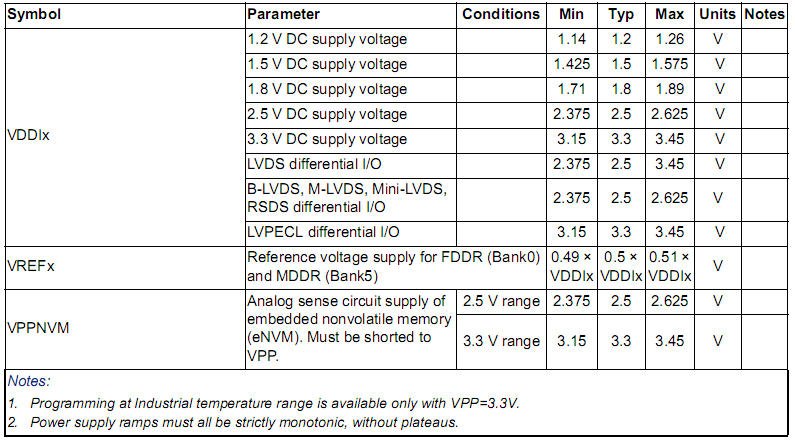 Symbol Parameter Conditions Min Typ Max Units Notes
VDDIx
1.2 V DC supply voltage 1.14 1.2 1.26 V
1.5 V DC supply voltage 1.425 1.5 1.575 V
1.8 V DC supply voltage 1.71 1.8 1.89 V
2.5 V DC supply voltage 2.375 2.5 2.625 V
3.3 V DC supply voltage 3.15 3.3 3.45 V
LVDS differential I/O 2.375 2.5 3.45 V
B-LVDS, M-LVDS, Mini-LVDS,
RSDS differential I/O 2.375 2.5 2.625 V
LVPECL differential I/O 3.15 3.3 3.45 V
VREFx
Reference voltage supply for FDDR (Bank0) 0.49 × 0.5 × 0.51 ×
and MDDR (Bank5) VDDIx VDDIx VDDIx V
VPPNVM
Analog sense circuit supply of 2.5 V range 2.375 2.5 2.625 V
embedded nonvolatile memory
(eNVM). Must be shorted to 3.3 V range 3.15 3.3 3.45 V
VPP.
Notes:
1. Programming at Industrial temperature range is available only with VPP=3.3V.
2. Power supply ramps must all be strictly monotonic, without plateaus.